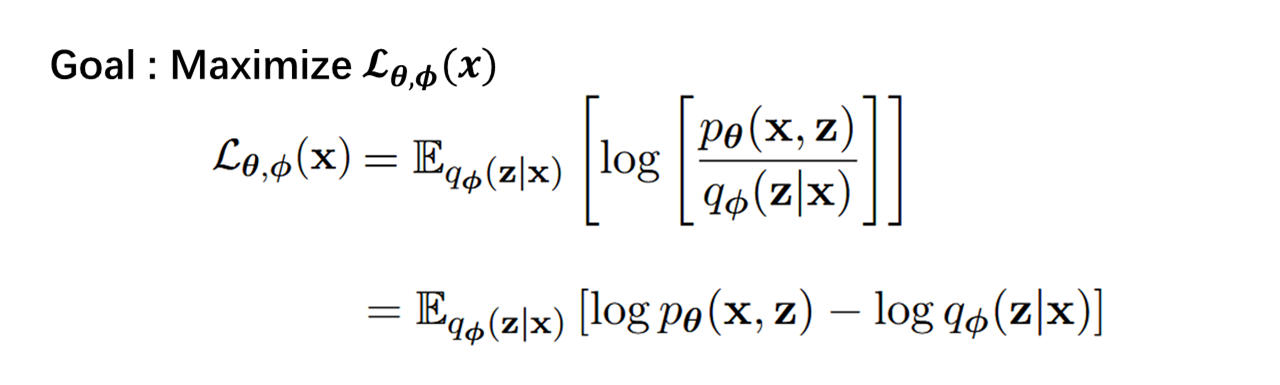 Goal : Maximize 𝓛_{θ,ϕ}(x)
ℒ_{θ,ϕ}(x) = 𝔼_{q_ϕ(z|x)} [log [p_θ(x, z) / q_ϕ(z|x)]]
= 𝔼_{q_ϕ(z|x)} [log p_θ(x, z) − log q_ϕ(z|x)]